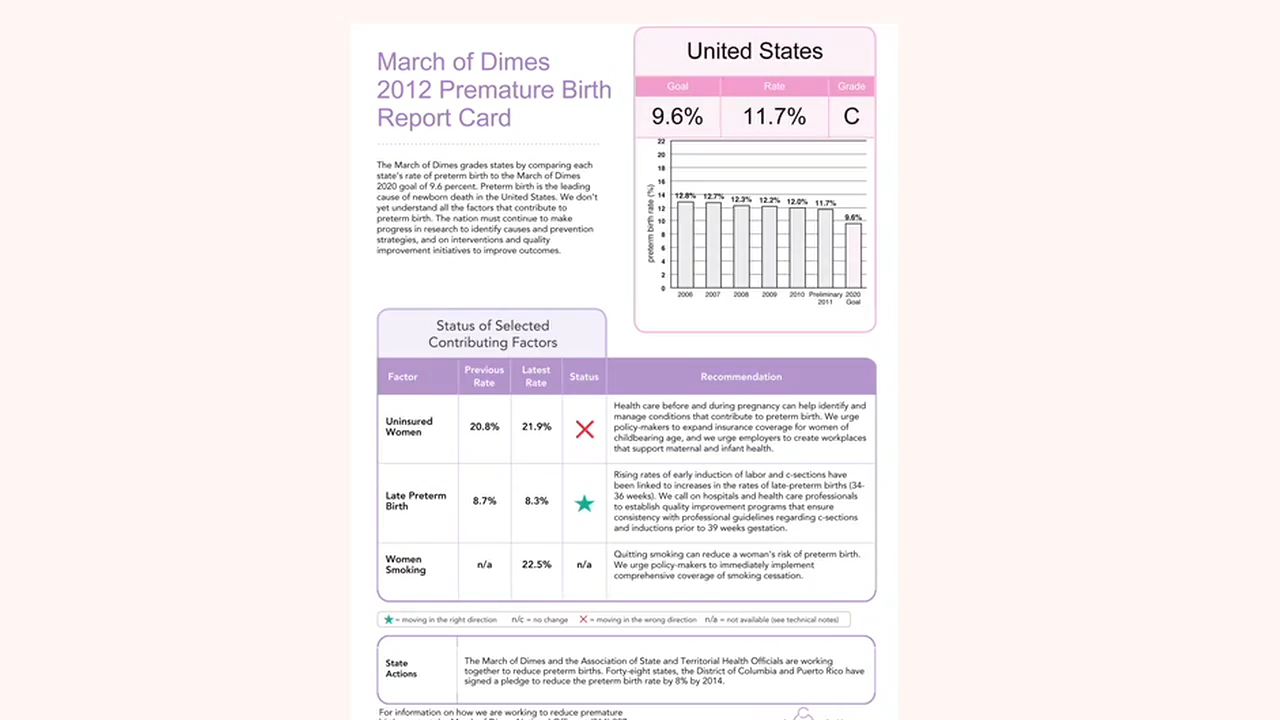 March of Dimes
2012 Premature Birth
Report Card
The March of Dimes grades states by comparing each
state's rate of preterm birth to the March of Dimes
2020 goal of 9.6 percent. Preterm birth is the leading
cause of newborn death in the United States. We don't
yet understand all the factors that contribute to
preterm birth. The nation must continue to make
progress in research to identify causes and prevention
strategies, and on interventions and quality
improvement initiatives to improve outcomes.
United States
Goal Rate Grade
9.6% 11.7% C
preterm birth rate (%)
22
20
18
16
14
12
10
8
6
4
2
0
12.8% 12.7% 12.3% 12.2% 12.0% 11.7% 9.6%
2006 2007 2008 2009 2010 Preliminary 2020
2011 Goal
Status of Selected
Contributing Factors
Factor Previous Rate Latest Rate Status Recommendation
Uninsured
Women
20.8% 21.9%
Health care before and during pregnancy can help identify and
manage conditions that contribute to preterm birth. We urge
policy-makers to expand insurance coverage for women of
childbearing age, and we urge employers to create workplaces
that support maternal and infant health.
Late Preterm
Birth
8.7% 8.3%
Rising rates of early induction of labor and c-sections have
been linked to increases in the rates of late-preterm births (34-
36 weeks). We call on hospitals and health care professionals
to establish quality improvement programs that ensure
consistency with professional guidelines regarding c-sections
and inductions prior to 39 weeks gestation.
Women
Smoking
n/a 22.5% n/a
Quitting smoking can reduce a woman's risk of preterm birth.
We urge policy-makers to immediately implement
comprehensive coverage of smoking cessation.
= moving in the right direction n/c = no change = moving in the wrong direction n/a = not available (see technical notes)
State
Actions
The March of Dimes and the Association of State and Territorial Health Officials are working
together to reduce preterm births. Forty-eight states, the District of Columbia and Puerto Rico have
signed a pledge to reduce the preterm birth rate by 8% by 2014.
For information on how we are working to reduce premature